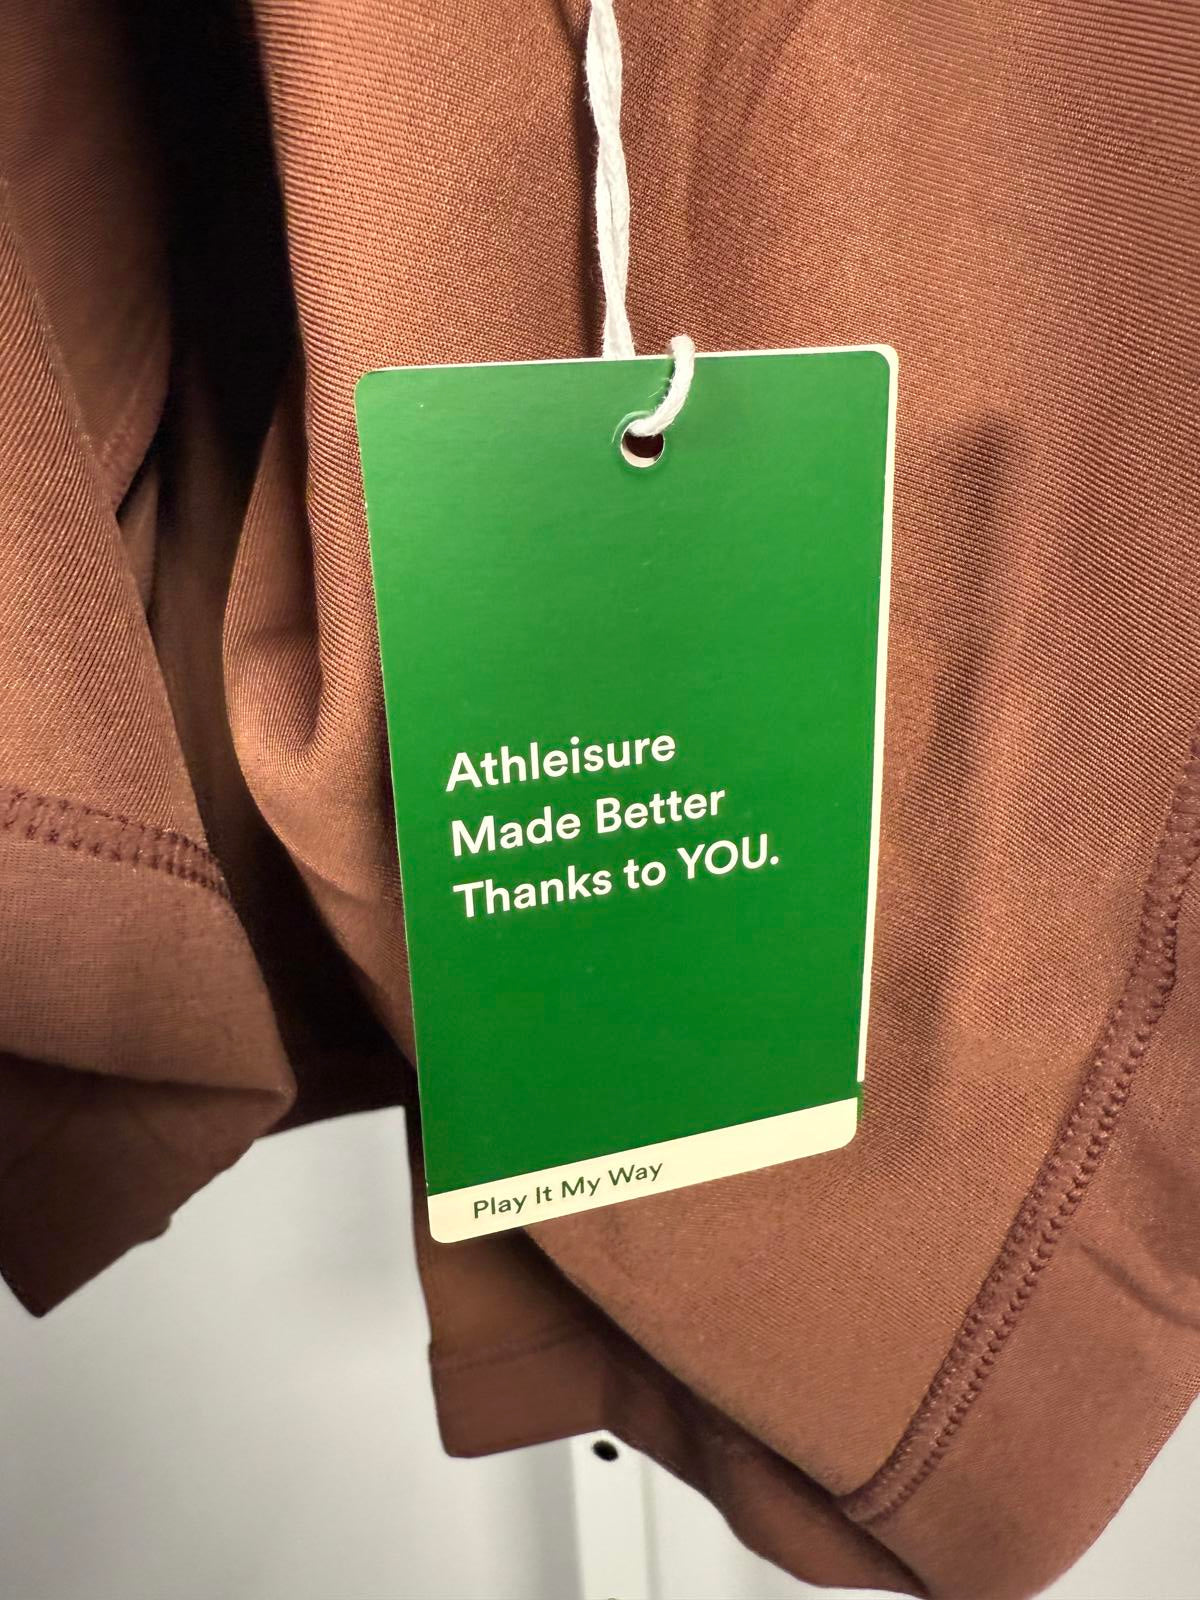 Athleisure
Made Better
Thanks to YOU.
Play It My Way